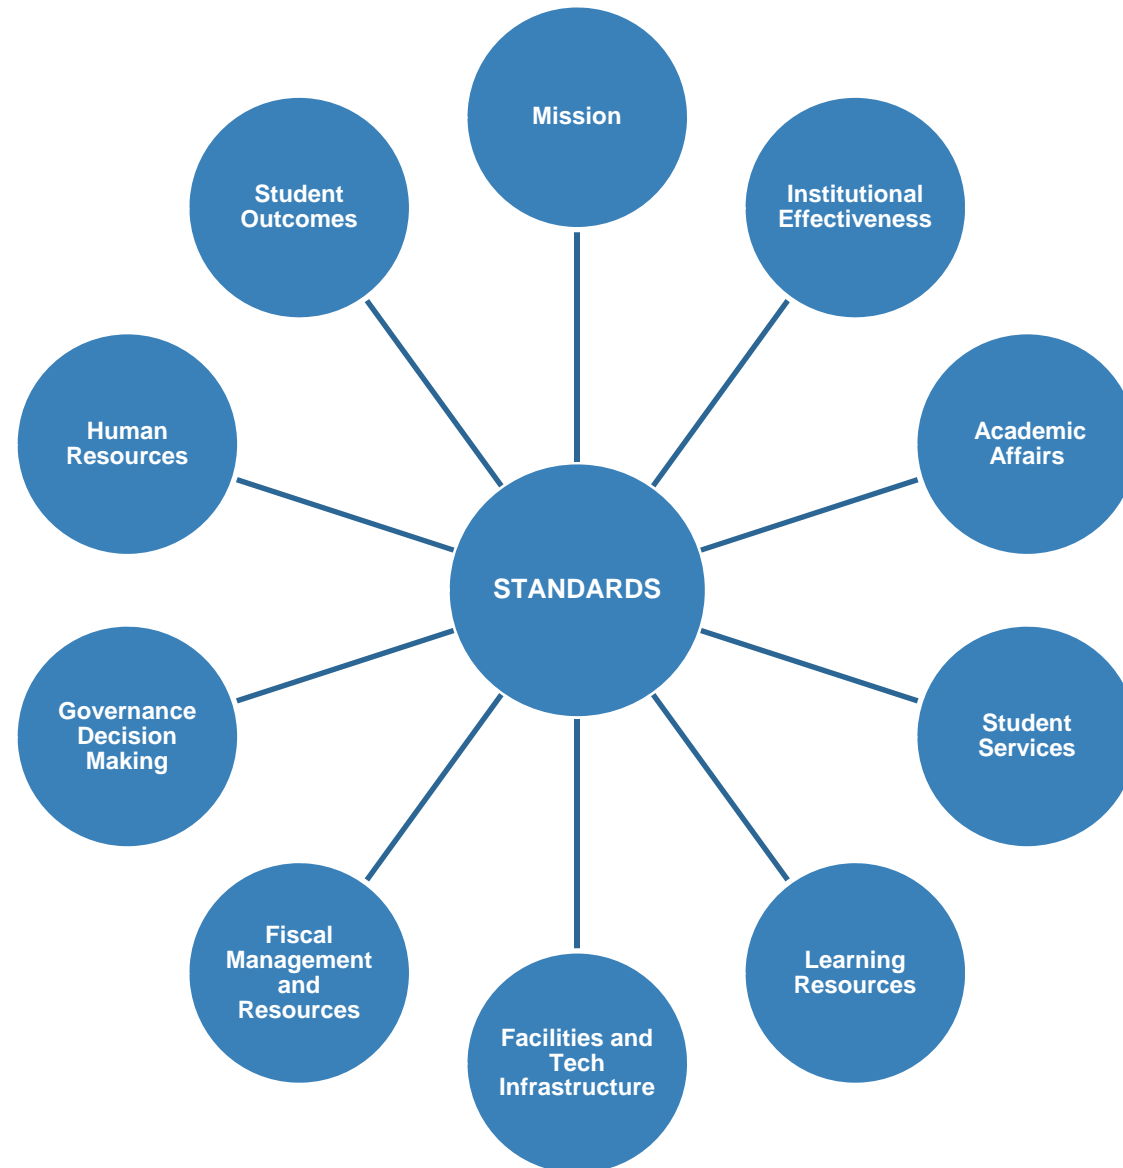 Mission
Institutional
Effectiveness
Academic
Affairs
Student
Services
Learning
Resources
Facilities and
Tech
Infrastructure
Fiscal
Management
and
Resources
Governance
Decision
Making
Human
Resources
Student
Outcomes
STANDARDS